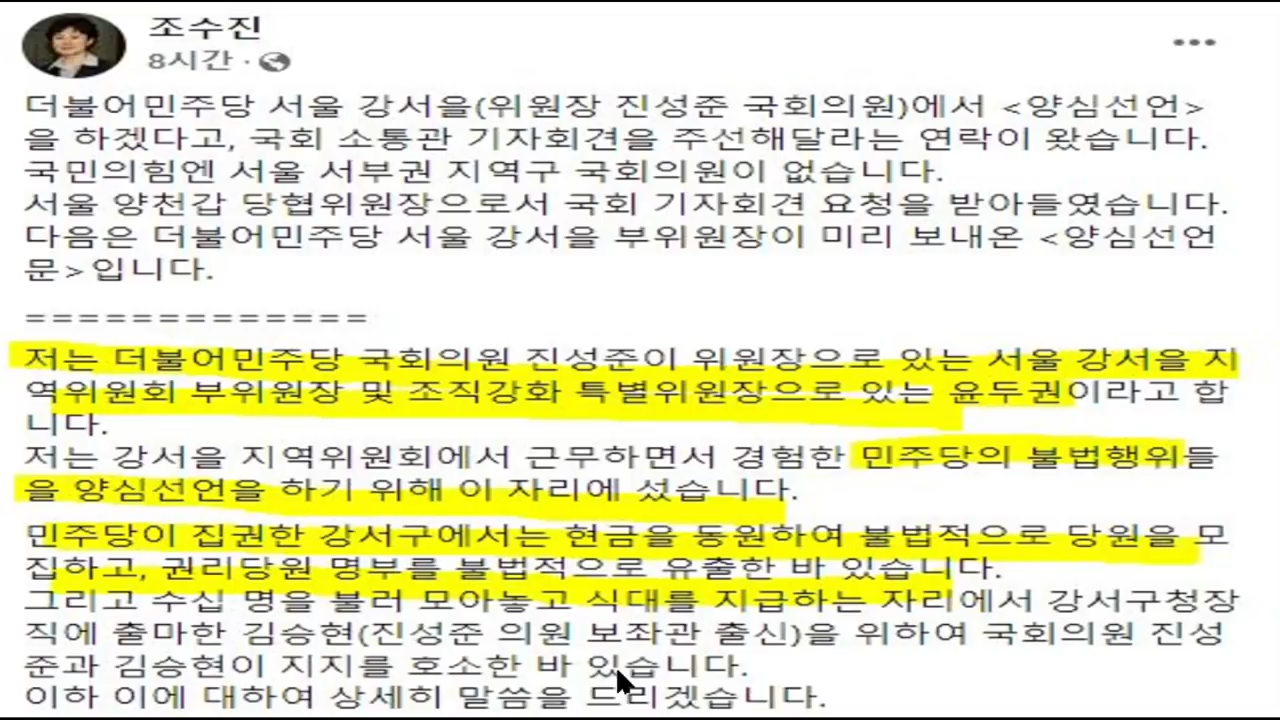 조수진
8시간 ·
더불어민주당 서울 강서을(위원장 진성준 국회의원)에서 <양심선언>
을 하겠다고, 국회 소통관 기자회견을 주선해달라는 연락이 왔습니다.
국민의힘엔 서울 서부권 지역구 국회의원이 없습니다.
서울 양천갑 당협위원장으로서 국회 기자회견 요청을 받아들였습니다.
다음은 더불어민주당 서울 강서을 부위원장이 미리 보내온 <양심선언
문>입니다.
=============
저는 더불어민주당 국회의원 진성준이 위원장으로 있는 서울 강서을 지
역위원회 부위원장 및 조직강화 특별위원장으로 있는 윤두권이라고 합
니다.
저는 강서을 지역위원회에서 근무하면서 경험한 민주당의 불법행위들
을 양심선언을 하기 위해 이 자리에 섰습니다.
민주당이 집권한 강서구에서는 현금을 동원하여 불법적으로 당원을 모
집하고, 권리당원 명부를 불법적으로 유출한 바 있습니다.
그리고 수십 명을 불러 모아놓고 식대를 지급하는 자리에서 강서구청장
직에 출마한 김승현(진성준 의원 보좌관 출신)을 위하여 국회의원 진성
준과 김승현이 지지를 호소한 바 있습니다.
이하 이에 대하여 상세히 말씀을 드리겠습니다.